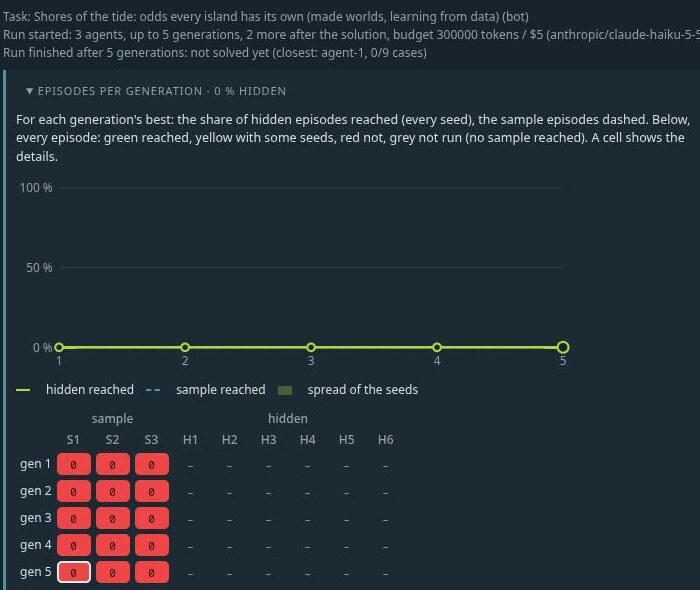 Task: Shores of the tide: odds every island has its own (made worlds, learning from data) (bot)
Run started: 3 agents, up to 5 generations, 2 more after the solution, budget 300000 tokens / $5 (anthropic/claude-haiku-5-5
Run finished after 5 generations: not solved yet (closest: agent-1, 0/9 cases)
▼ EPISODES PER GENERATION · 0 % HIDDEN
For each generation's best: the share of hidden episodes reached (every seed), the sample episodes dashed. Below,
every episode: green reached, yellow with some seeds, red not, grey not run (no sample reached). A cell shows the
details.
100 %
50 %
0 %
1 2 3 4 5
hidden reached sample reached spread of the seeds
sample hidden
S1 S2 S3 H1 H2 H3 H4 H5 H6
gen 1 0 0 0 – – – – – –
gen 2 0 0 0 – – – – – –
gen 3 0 0 0 – – – – – –
gen 4 0 0 0 – – – – – –
gen 5 0 0 0 – – – – – –